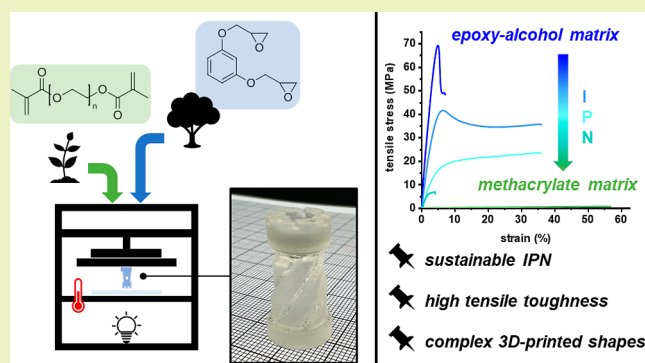 O
O
O
n
O
O
O
O
O
epoxy-alcohol matrix
I
P
N
methacrylate matrix
tensile stress (MPa)
70
60
50
40
30
20
10
0
0 10 20 30 40 50 60
strain (%)
sustainable IPN
high tensile toughness
complex 3D-printed shapes